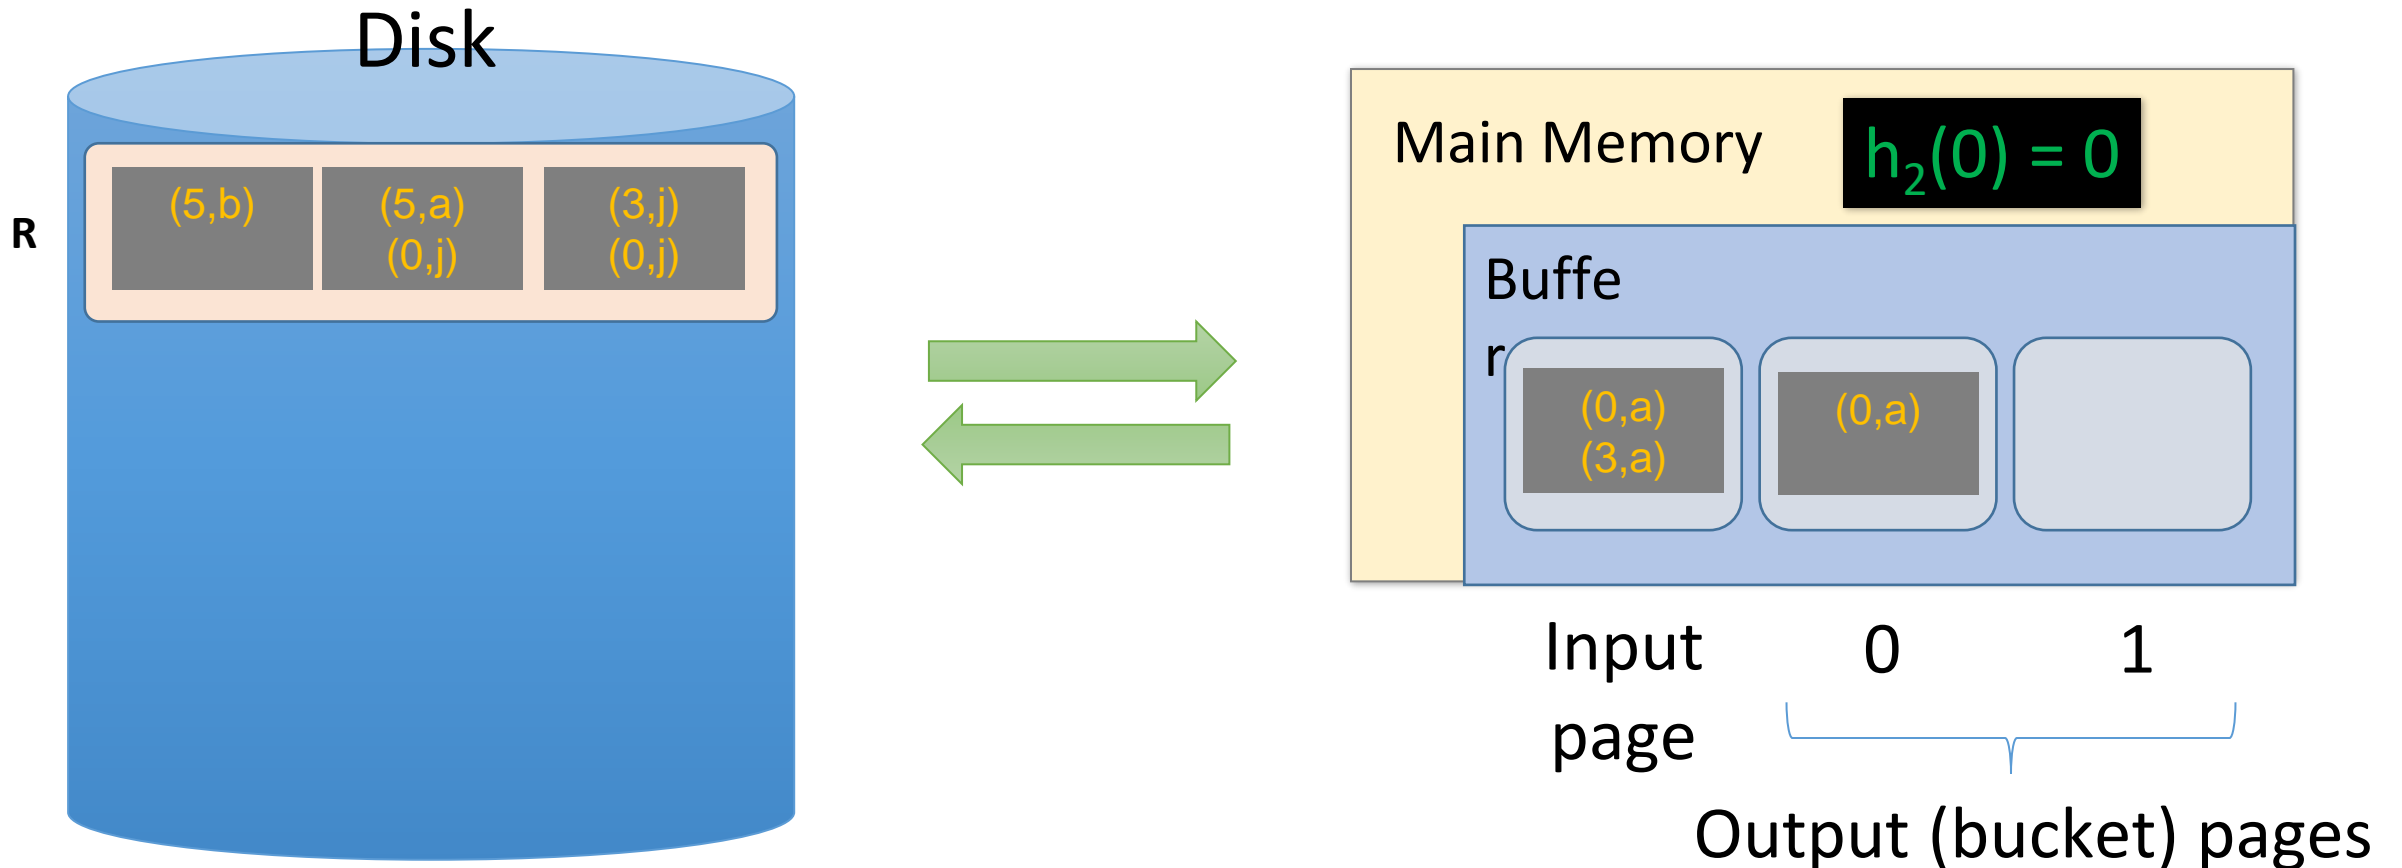 Disk
R
(5,b)
(5,a)
(0,j)
(3,j)
(0,j)
Main Memory
h₂(0) = 0
Buffe
r
(0,a)
(3,a)
(0,a)
Input
page
0
1
Output (bucket) pages